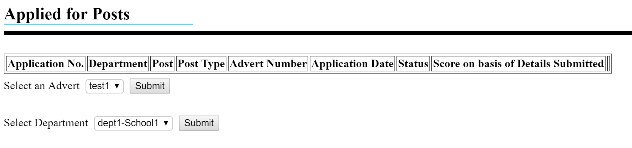 Applied for Posts
Application No. Department Post Post Type Advert Number Application Date Status Score on basis of Details Submitted
Select an Advert test1 Submit
Select Department dept1-School1 Submit